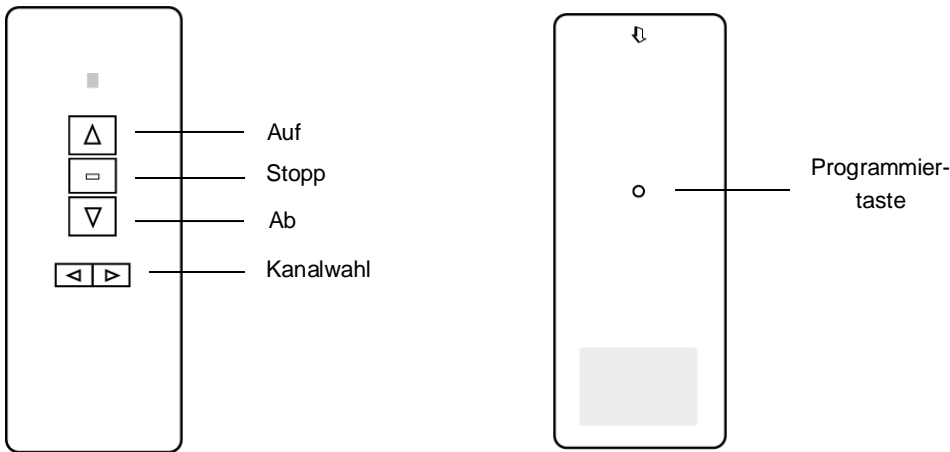 Auf
Stopp
Ab
Kanalwahl
Programmier-
taste